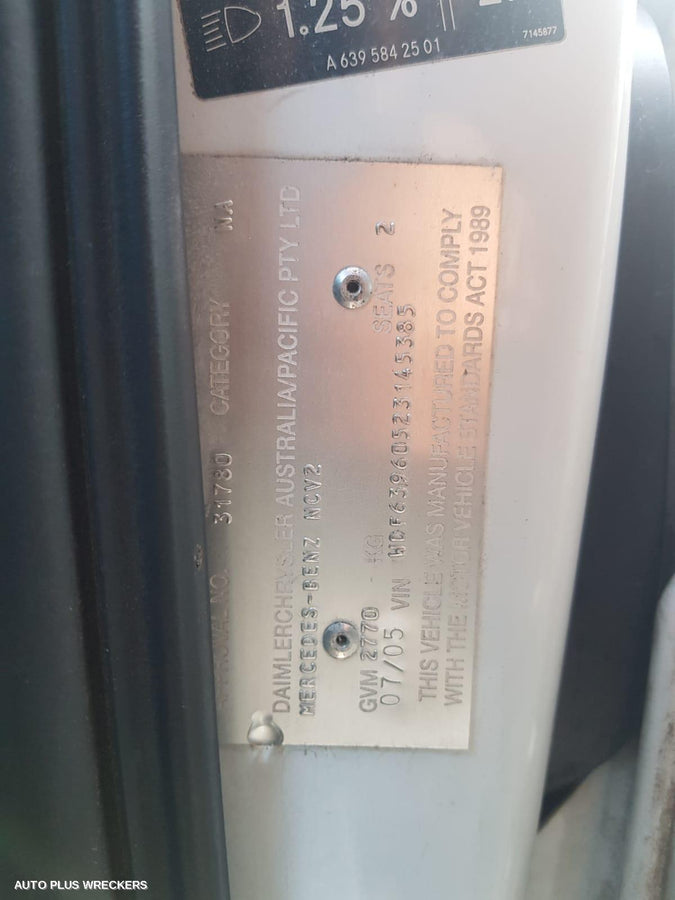 1.25 %
A 639 584 25 01
7145877
APPROVAL NO. 31780 CATEGORY NA
DAIMLERCHRYSLER AUSTRALIA/PACIFIC PTY LTD
MERCEDES-BENZ NCV2
GVM 2770 KG SEATS 2
07/05 VIN WDF63960523145385
THIS VEHICLE WAS MANUFACTURED TO COMPLY
WITH THE MOTOR VEHICLE STANDARDS ACT 1989
AUTO PLUS WRECKERS